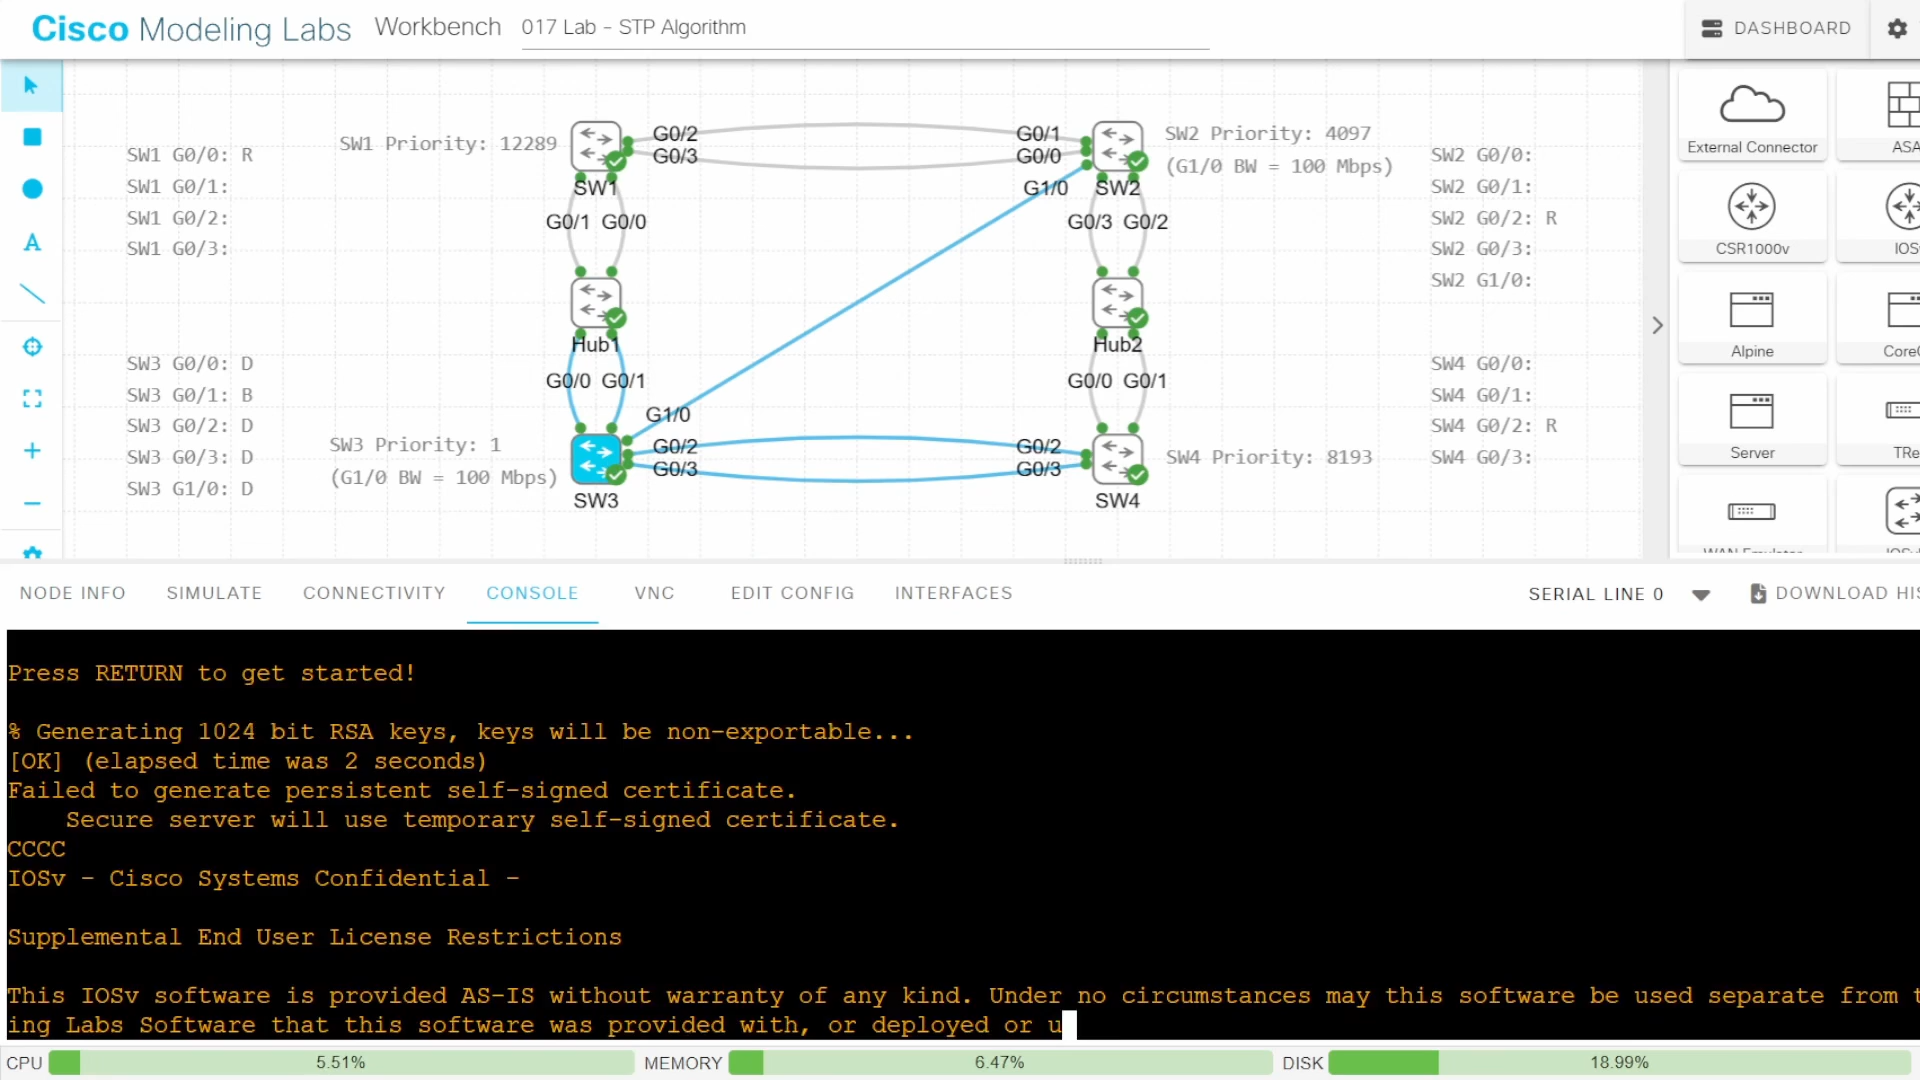 Cisco Modeling Labs Workbench 017 Lab - STP Algorithm DASHBOARD
SW1 G0/0: R
SW1 G0/1:
SW1 G0/2:
SW1 G0/3:
SW1 Priority: 12289
G0/2
G0/3
SW1
G0/1 G0/0
G0/1
G0/0
G1/0 SW2
G0/3 G0/2
SW2 Priority: 4097
(G1/0 BW = 100 Mbps)
SW2 G0/0:
SW2 G0/1:
SW2 G0/2: R
SW2 G0/3:
SW2 G1/0:
Hub1
G0/0 G0/1
Hub2
G0/0 G0/1
SW3 G0/0: D
SW3 G0/1: B
SW3 G0/2: D
SW3 G0/3: D
SW3 G1/0: D
SW3 Priority: 1
(G1/0 BW = 100 Mbps)
G1/0
G0/2
G0/3
SW3
G0/2
G0/3
SW4
SW4 Priority: 8193
SW4 G0/0:
SW4 G0/1:
SW4 G0/2: R
SW4 G0/3:
External Connector
ASA
CSR1000v
IOS
Alpine
Core
Server
TRe
NODE INFO SIMULATE CONNECTIVITY CONSOLE VNC EDIT CONFIG INTERFACES SERIAL LINE 0 DOWNLOAD HIS
Press RETURN to get started!
% Generating 1024 bit RSA keys, keys will be non-exportable...
[OK] (elapsed time was 2 seconds)
Failed to generate persistent self-signed certificate.
Secure server will use temporary self-signed certificate.
CCCC
IOSv - Cisco Systems Confidential -
Supplemental End User License Restrictions
This IOSv software is provided AS-IS without warranty of any kind. Under no circumstances may this software be used separate from t
ing Labs Software that this software was provided with, or deployed or u
CPU 5.51% MEMORY 6.47% DISK 18.99%